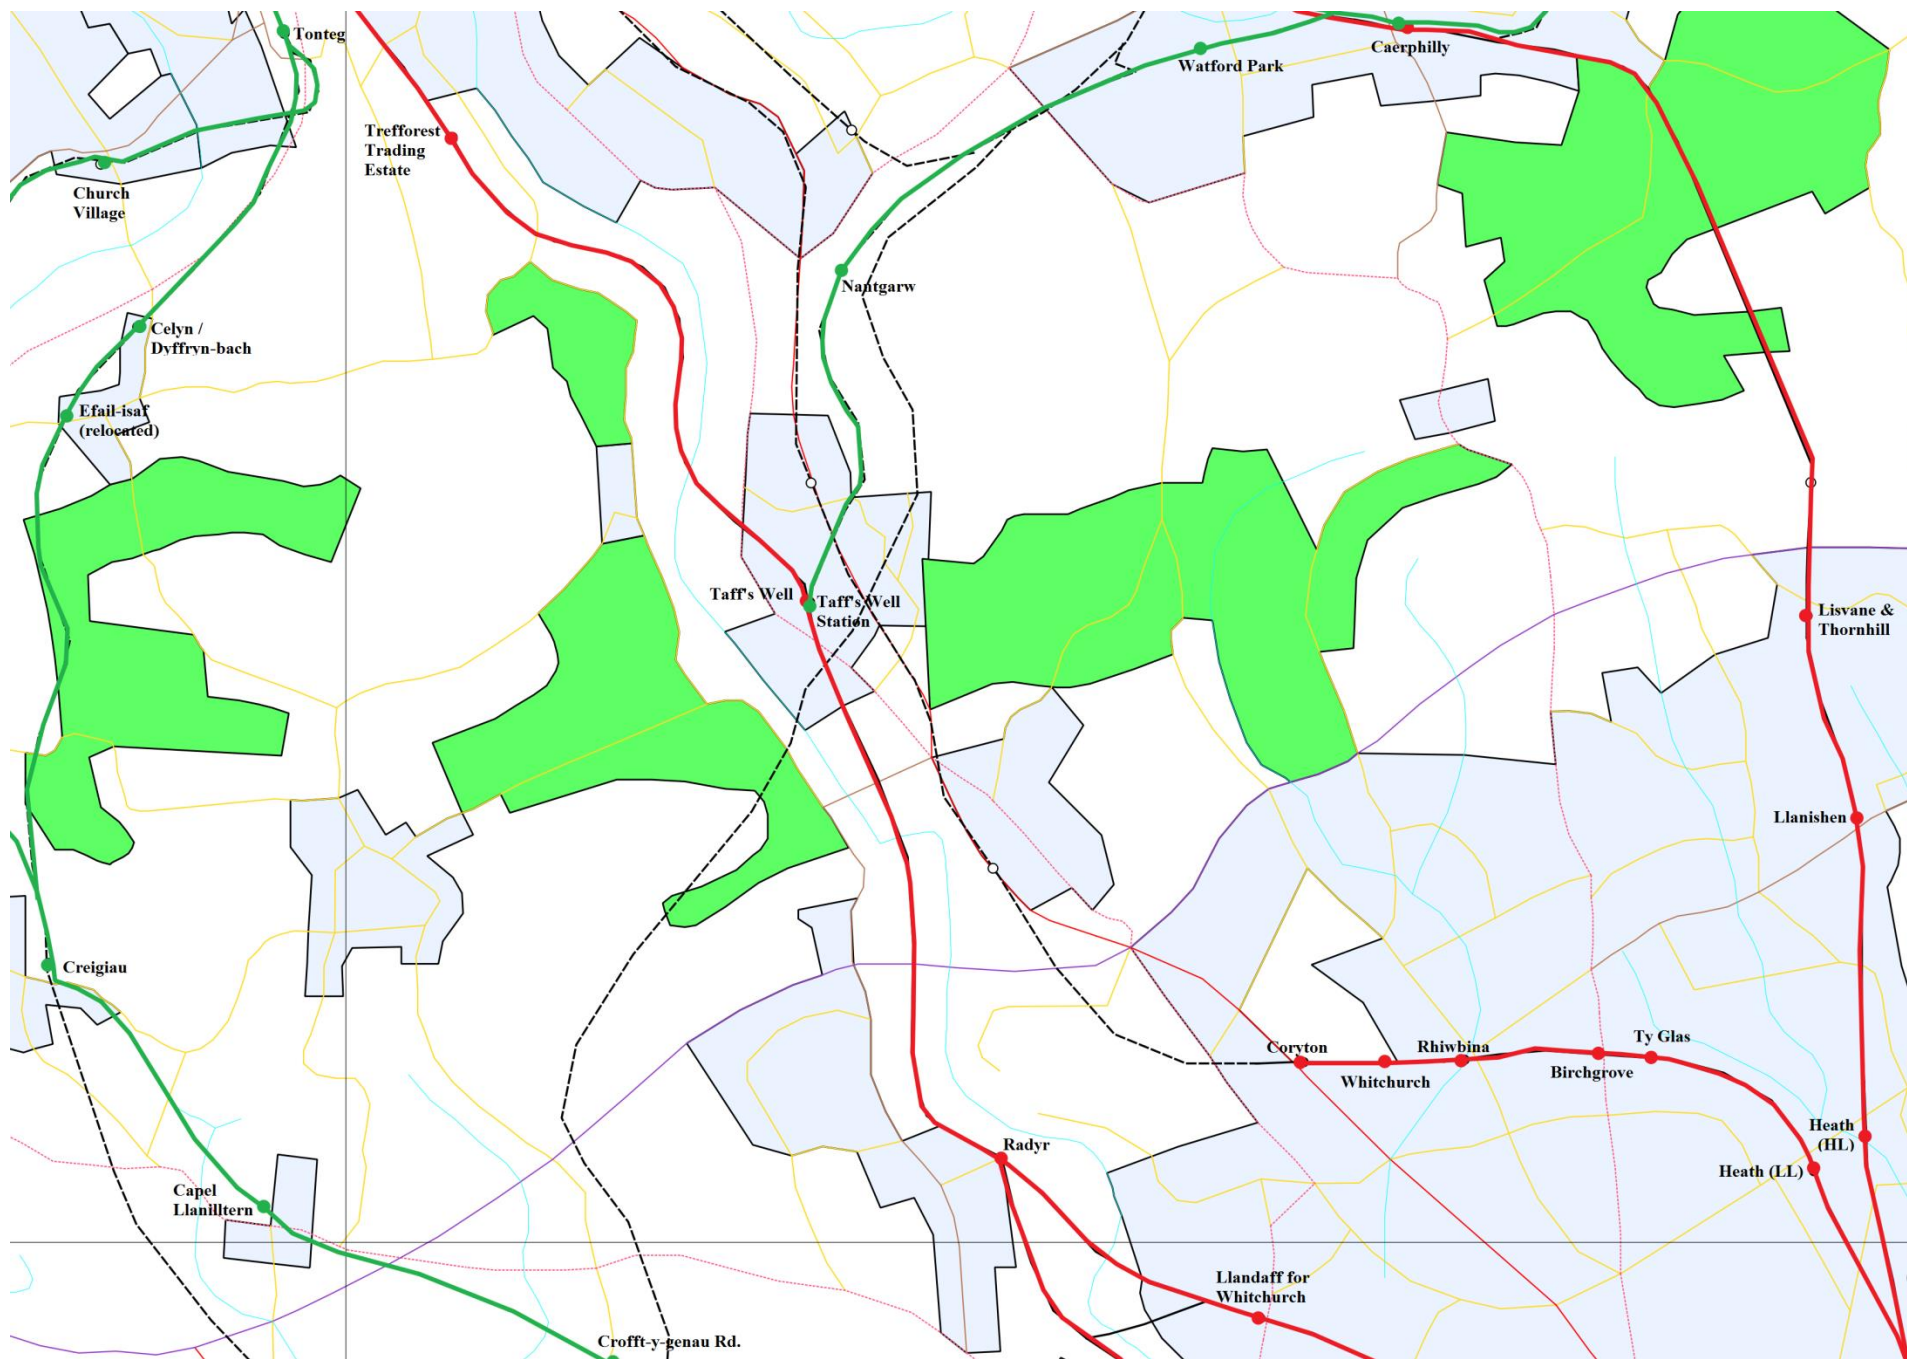 Tonteg
Caerphilly
Watford Park
Trefforest
Trading
Estate
Church
Village
Nantgarw
Celyn /
Dyffryn-bach
Efail-isaf
(relocated)
Taff's Well
Taff's Well
Station
Lisvane &
Thornhill
Llanishen
Creigiau
Coryton
Whitchurch
Rhiwbina
Birchgrove
Ty Glas
Heath
(HL)
Heath (LL)
Radyr
Capel
Llanilltern
Llandaff for
Whitchurch
Crofft-y-genau Rd.